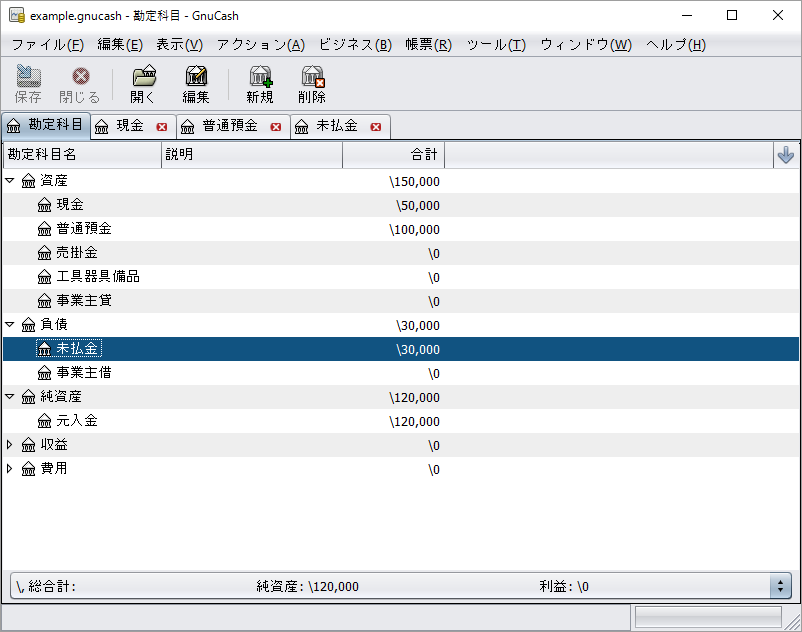 example.gnucash - 勘定科目 - GnuCash
ファイル(F) 編集(E) 表示(V) アクション(A) ビジネス(B) 帳票(R) ツール(T) ウィンドウ(W) ヘルプ(H)
保存 閉じる 開く 編集 新規 削除
勘定科目 現金 普通預金 未払金
勘定科目名 説明 合計
資産 \150,000
現金 \50,000
普通預金 \100,000
売掛金 \0
工具器具備品 \0
事業主貸 \0
負債 \30,000
未払金 \30,000
事業主借 \0
純資産 \120,000
元入金 \120,000
収益 \0
費用 \0
\, 総合計: 純資産: \120,000 利益: \0